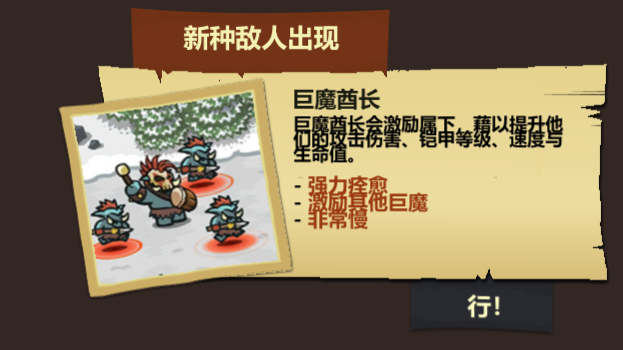 新种敌人出现
巨魔酋长
巨魔酋长会激励属下，藉以提升他
们的攻击伤害、铠甲等级、速度与
生命值。
- 强力痊愈
- 激励其他巨魔
- 非常慢
行！